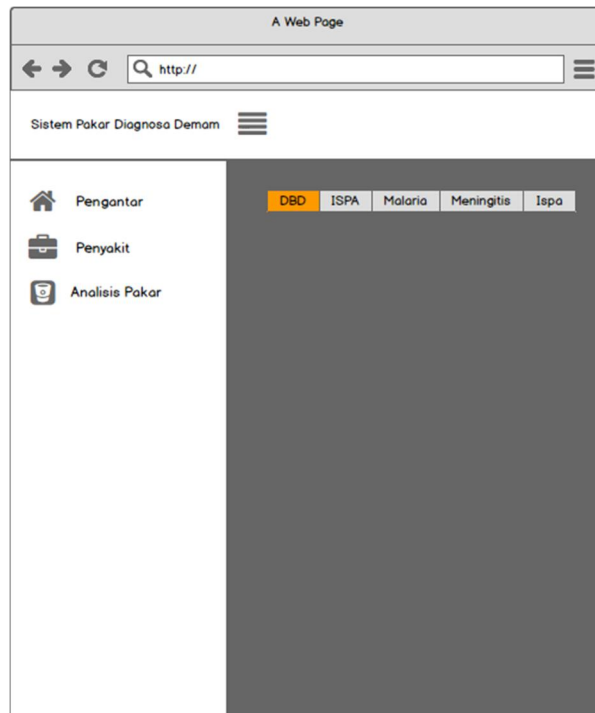 A Web Page
http://
Sistem Pakar Diagnosa Demam
Pengantar
Penyakit
Analisis Pakar
DBD ISPA Malaria Meningitis Ispa